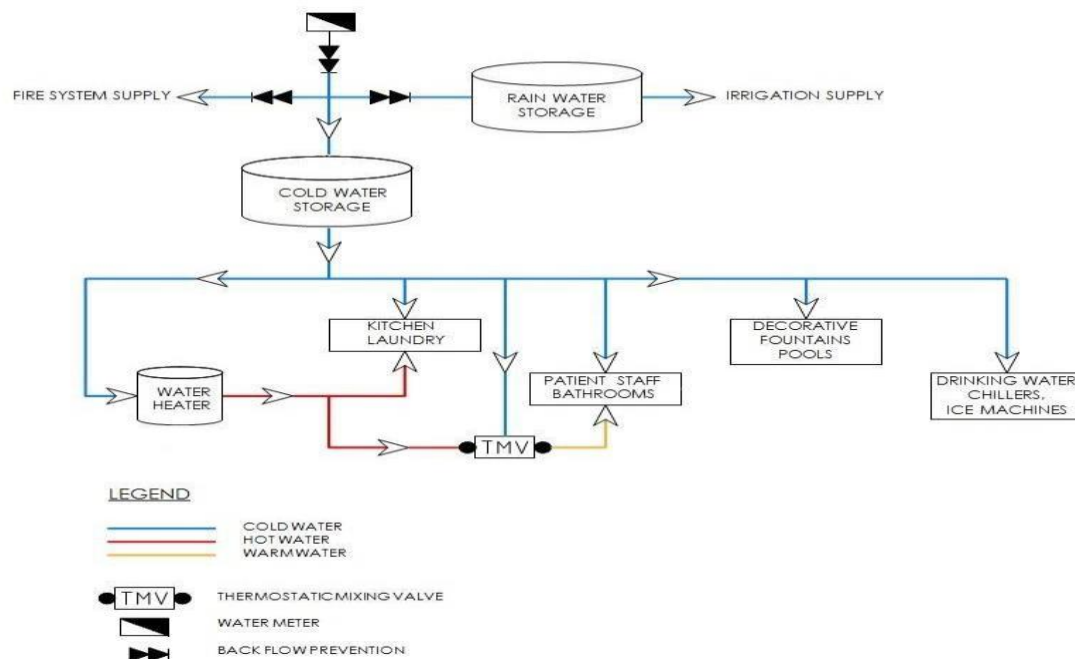 FIRE SYSTEM SUPPLY
RAIN WATER
STORAGE
IRRIGATION SUPPLY
COLD WATER
STORAGE
KITCHEN
LAUNDRY
DECORATIVE
FOUNTAINS
POOLS
WATER
HEATER
PATIENT STAFF
BATHROOMS
DRINKING WATER
CHILLERS,
ICE MACHINES
TMV
LEGEND
COLD WATER
HOT WATER
WARM WATER
TMV THERMOSTATIC MIXING VALVE
WATER METER
BACK FLOW PREVENTION